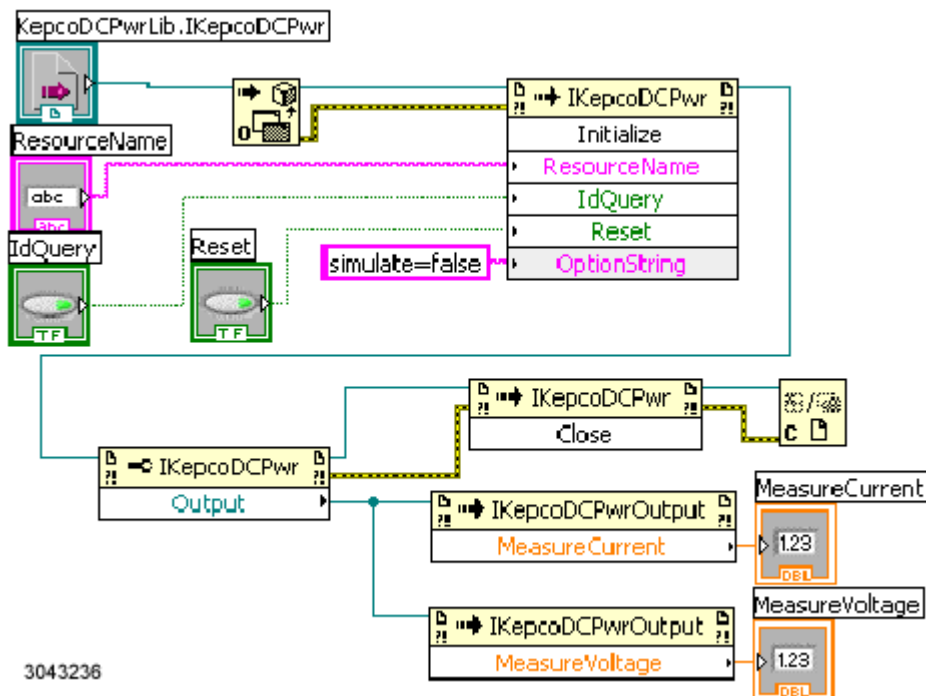 KepcoDCPwrLib.IKepcoDCPwr
IKepcoDCPwr
Initialize
ResourceName
ResourceName
abc
abc
IdQuery
Reset
IdQuery
Reset
simulate=false
OptionString
TF
TF
IKepcoDCPwr
Close
C
IKepcoDCPwr
Output
IKepcoDCPwrOutput
MeasureCurrent
MeasureCurrent
1.23
DBL
IKepcoDCPwrOutput
MeasureVoltage
MeasureVoltage
1.23
DBL
3043236